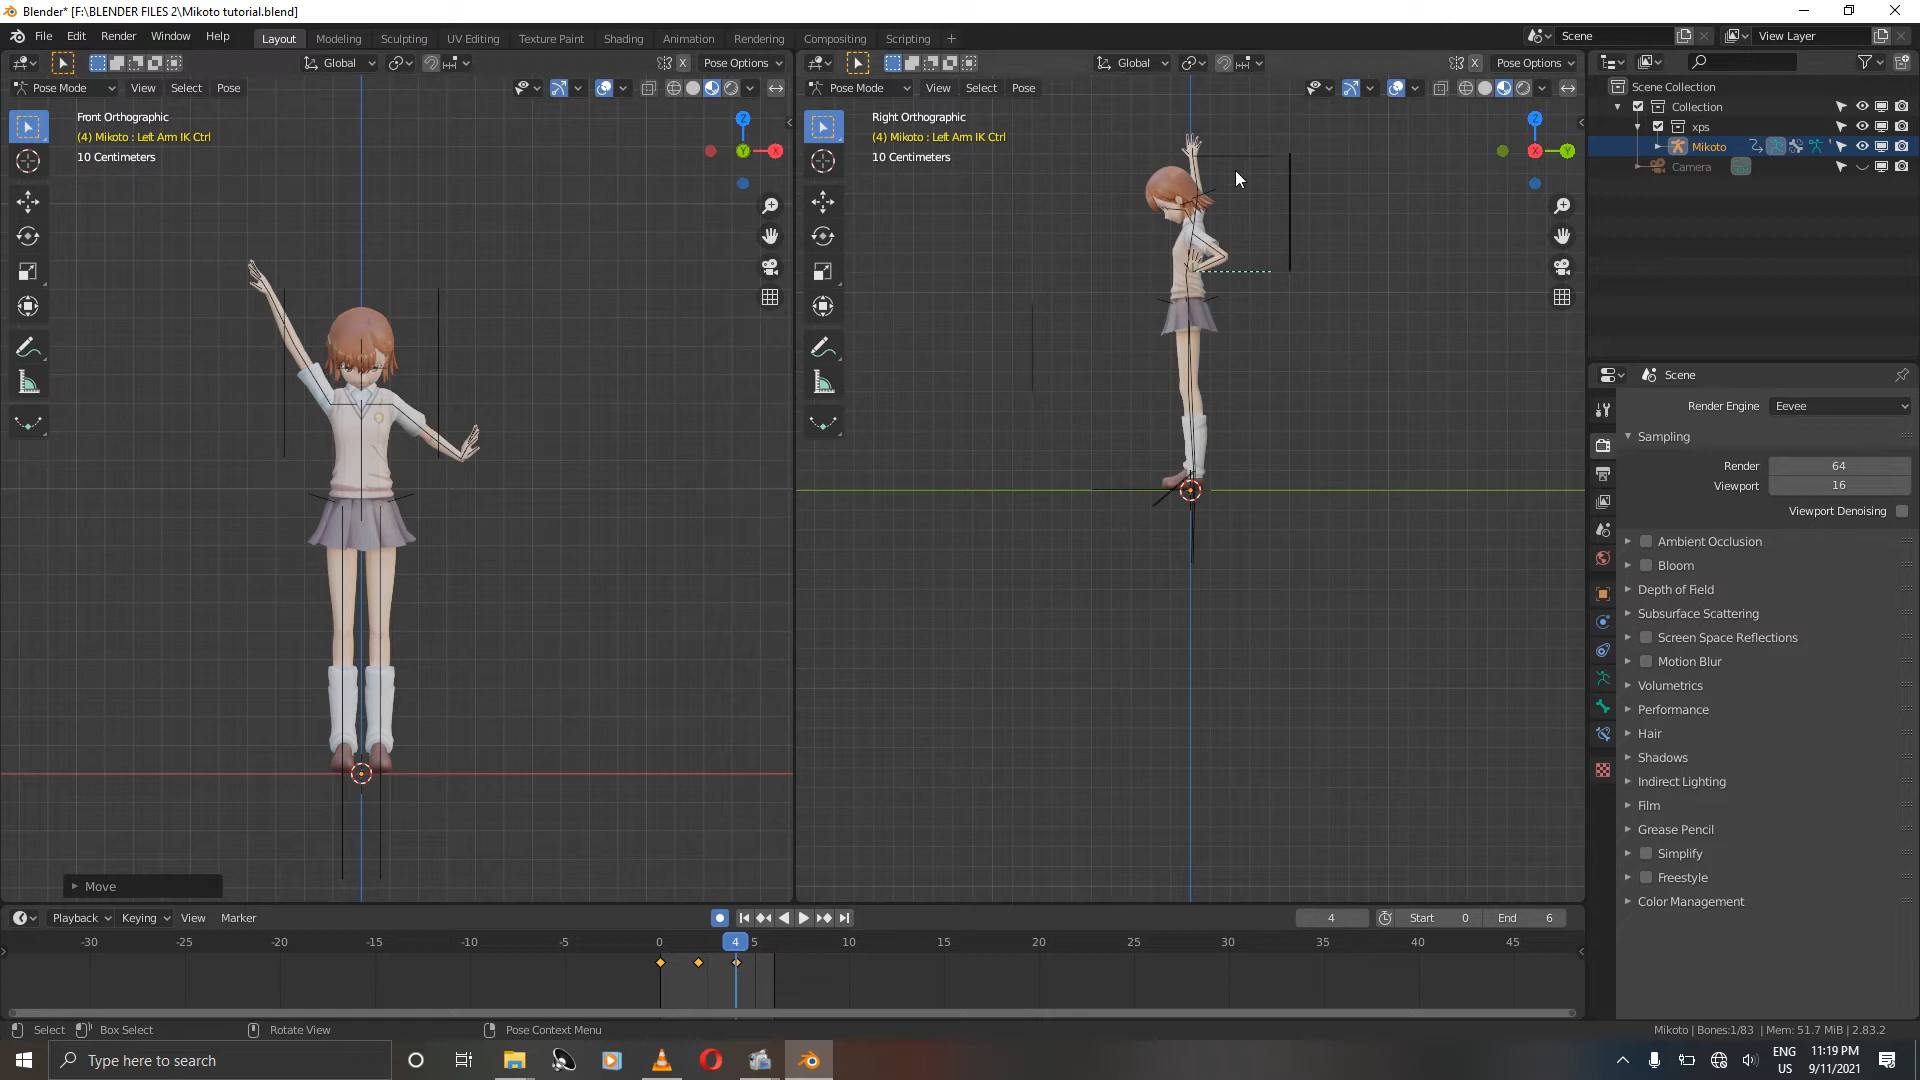 Blender* [F:\BLENDER FILES 2\Mikoto tutorial.blend]
File Edit Render Window Help Layout Modeling Sculpting UV Editing Texture Paint Shading Animation Rendering Compositing Scripting + Scene View Layer
Global Pose Options Global Pose Options
Pose Mode View Select Pose Pose Mode View Select Pose
Scene Collection
Collection
xps
Mikoto
Camera
Front Orthographic
(4) Mikoto : Left Arm IK Ctrl
10 Centimeters
Z
Y
X
Right Orthographic
(4) Mikoto : Left Arm IK Ctrl
10 Centimeters
Z
X
Y
Scene
Render Engine Eevee
Sampling
Render 64
Viewport 16
Viewport Denoising
Ambient Occlusion
Bloom
Depth of Field
Subsurface Scattering
Screen Space Reflections
Motion Blur
Volumetrics
Performance
Hair
Shadows
Indirect Lighting
Film
Grease Pencil
Simplify
Freestyle
Color Management
Move
Playback Keying View Marker 4 Start 0 End 6
-30 -25 -20 -15 -10 -5 0 4 5 10 15 20 25 30 35 40 45
Select Box Select Rotate View Pose Context Menu Mikoto | Bones:1/83 | Mem: 51.7 MiB | 2.83.2
Type here to search
ENG
US
11:19 PM
9/11/2021